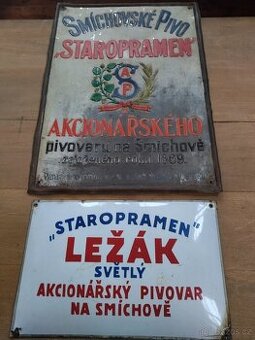 SMÍCHOVSKÉ PIVO
„STAROPRAMEN"
A S P
AKCIONÁŘSKÉHO
pivovaru na Smíchově
založeného roku 1869.
„STAROPRAMEN"
LEŽÁK
SVĚTLÝ
AKCIONÁŘSKÝ PIVOVAR
NA SMÍCHOVĚ